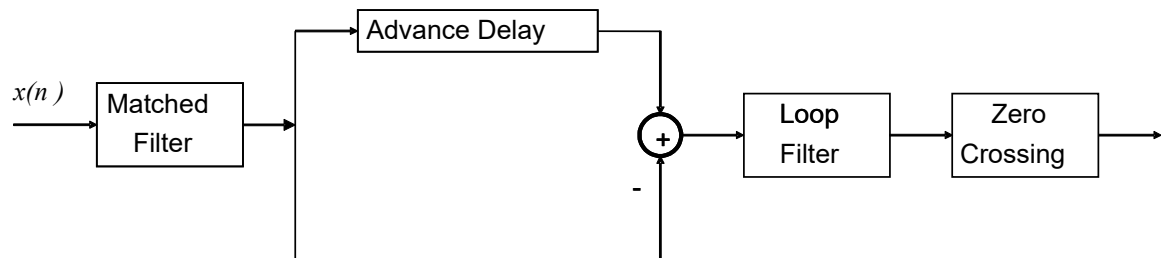 Advance Delay
x(n )
Matched
Filter
+
-
Loop
Filter
Zero
Crossing